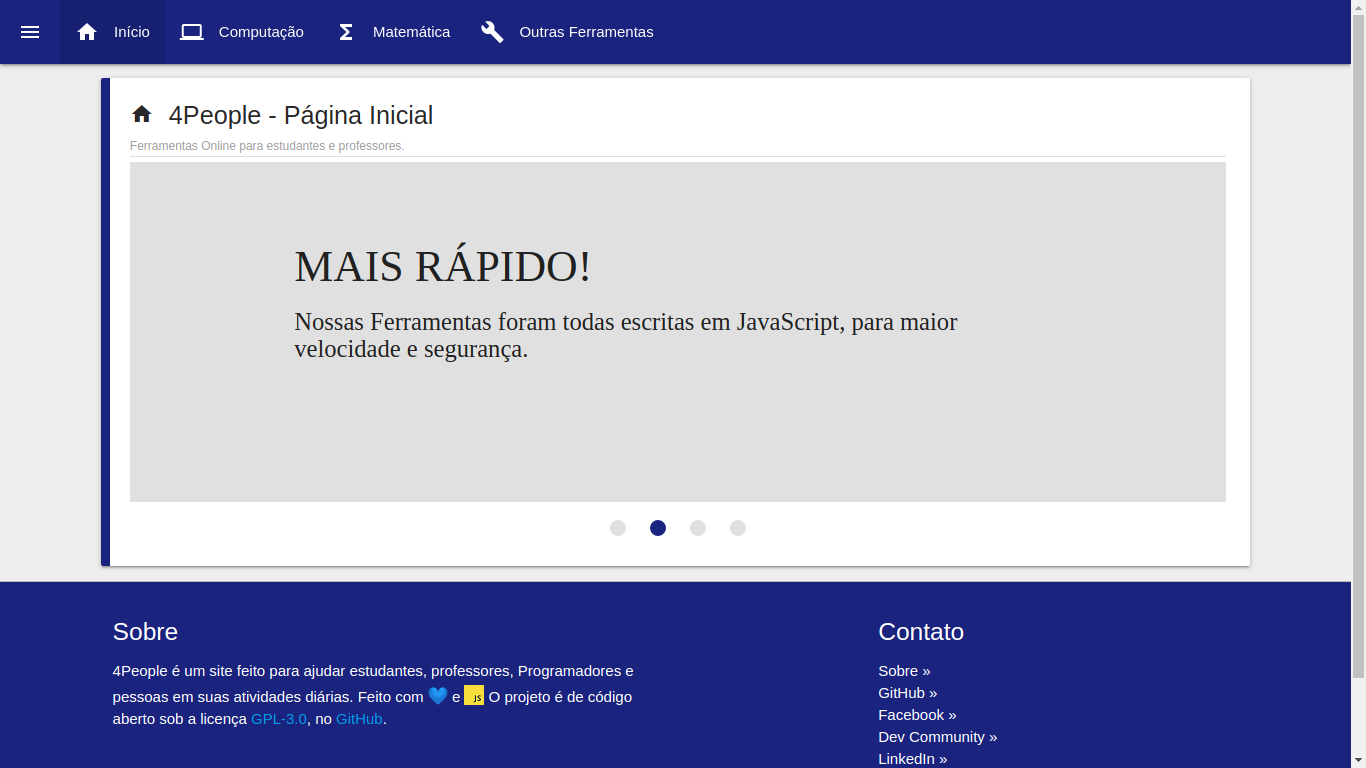 Início
Computação
Matemática
Outras Ferramentas
4People - Página Inicial
Ferramentas Online para estudantes e professores.
MAIS RÁPIDO!
Nossas Ferramentas foram todas escritas em JavaScript, para maior
velocidade e segurança.
Sobre
4People é um site feito para ajudar estudantes, professores, Programadores e
pessoas em suas atividades diárias. Feito com 💙 e JS O projeto é de código
aberto sob a licença GPL-3.0, no GitHub.
Contato
Sobre »
GitHub »
Facebook »
Dev Community »
LinkedIn »